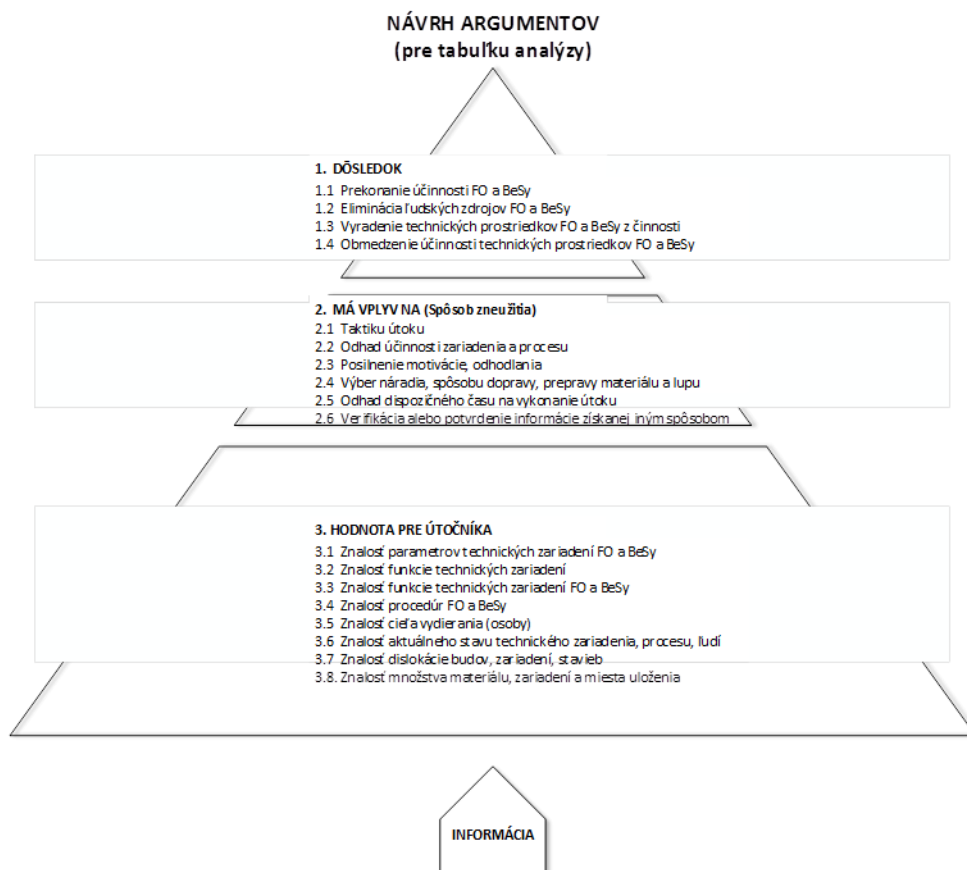 NÁVRH ARGUMENTOV
(pre tabuľku analýzy)
1. DÔSLEDOK
1.1 Prekonanie účinnosti FO a BeSy
1.2 Eliminácia ľudských zdrojov FO a BeSy
1.3 Vyradenie technických prostriedkov FO a BeSy z činnosti
1.4 Obmedzenie účinnosti technických prostriedkov FO a BeSy
2. MÁ VPLYV NA (Spôsob zneužitia)
2.1 Taktiku útoku
2.2 Odhad účinnosti zariadenia a procesu
2.3 Posilnenie motivácie, odhodlania
2.4 Výber náradia, spôsobu dopravy, prepravy materiálu a lupu
2.5 Odhad dispozičného času na vykonanie útoku
2.6 Verifikácia alebo potvrdenie informácie získanej iným spôsobom
3. HODNOTA PRE ÚTOČNÍKA
3.1 Znalosť parametrov technických zariadení FO a BeSy
3.2 Znalosť funkcie technických zariadení
3.3 Znalosť funkcie technických zariadení FO a BeSy
3.4 Znalosť procedúr FO a BeSy
3.5 Znalosť cieľa vydierania (osoby)
3.6 Znalosť aktuálneho stavu technického zariadenia, procesu, ľudí
3.7 Znalosť dislokácie budov, zariadení, stavieb
3.8. Znalosť množstva materiálu, zariadení a miesta uloženia
INFORMÁCIA